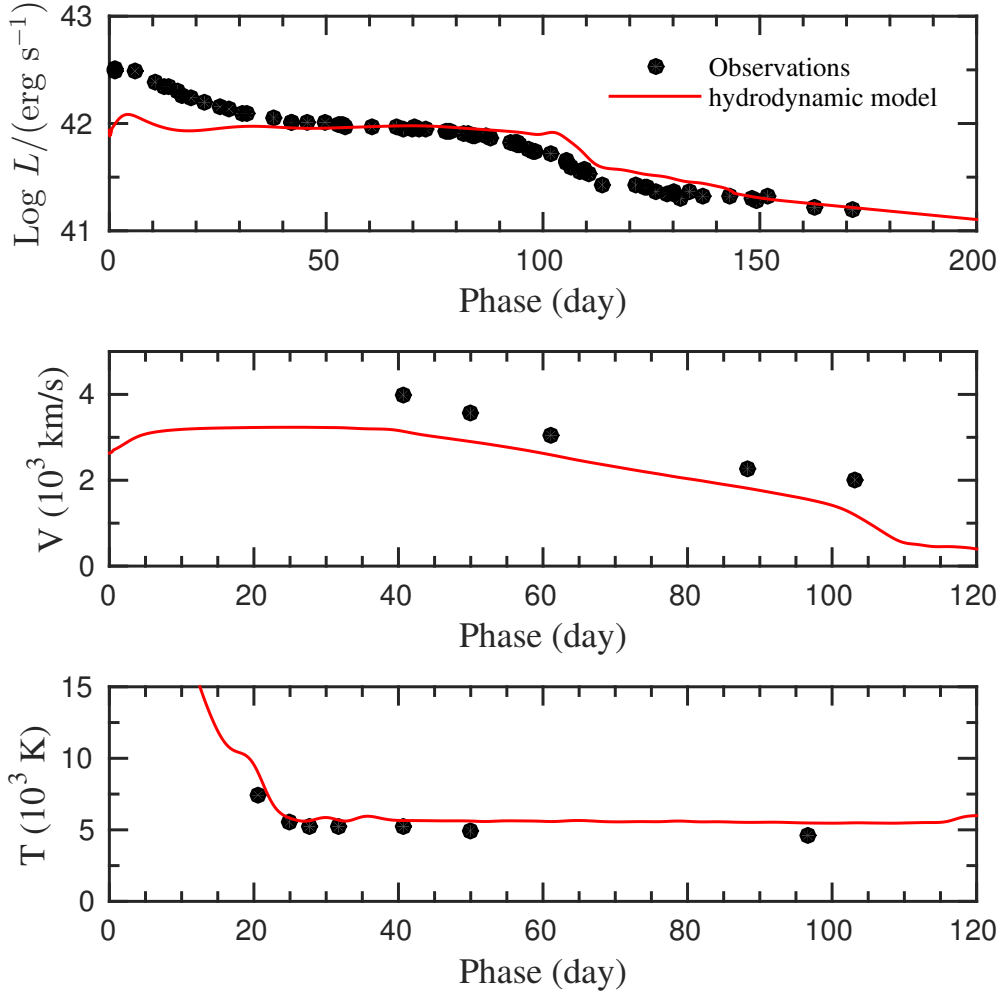 43
42
41
Log L/(erg s⁻¹)
Observations
hydrodynamic model
0 50 100 150 200
Phase (day)
4
2
0
V (10³ km/s)
0 20 40 60 80 100 120
Phase (day)
15
10
5
0
T (10³ K)
0 20 40 60 80 100 120
Phase (day)